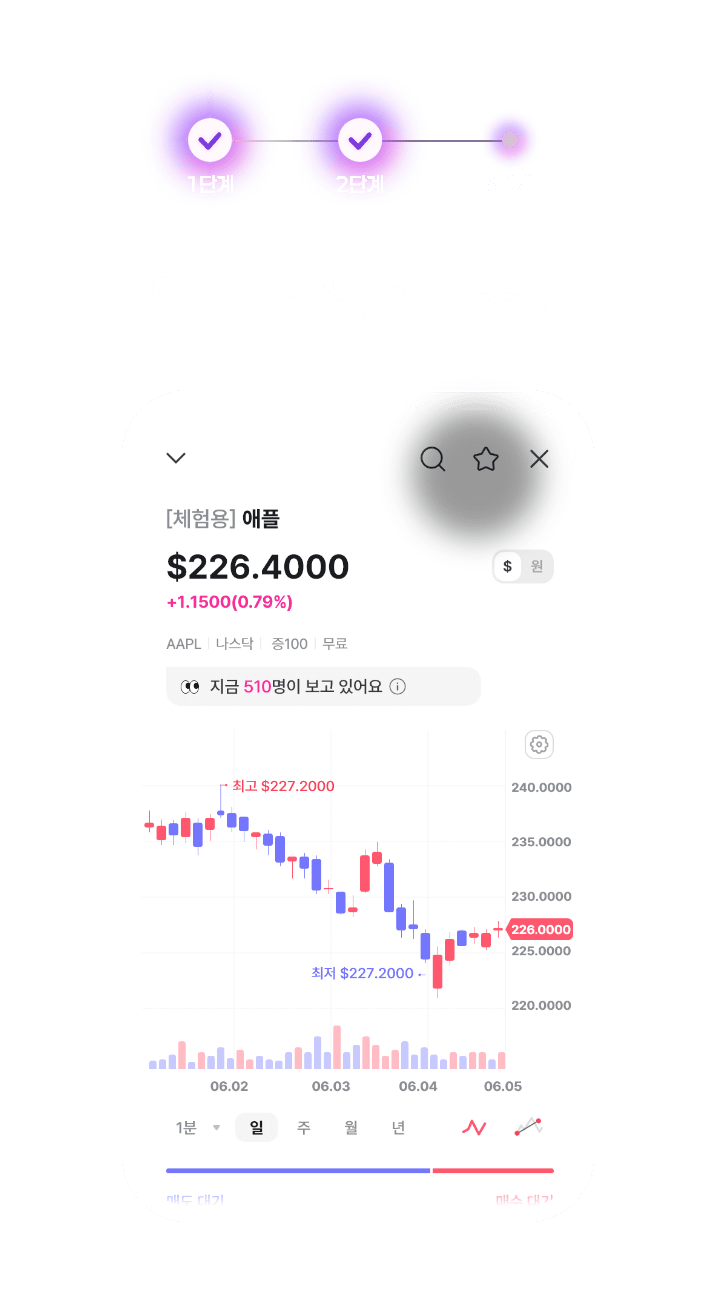 1단계
2단계
[체험용] 애플
$226.4000
$ 원
+1.1500(0.79%)
AAPL 나스닥 증100 무료
지금 510명이 보고 있어요
최고 $227.2000
240.0000
235.0000
230.0000
226.0000
225.0000
최저 $227.2000
220.0000
06.02 06.03 06.04 06.05
1분 일 주 월 년
매도 대기 매수 대기